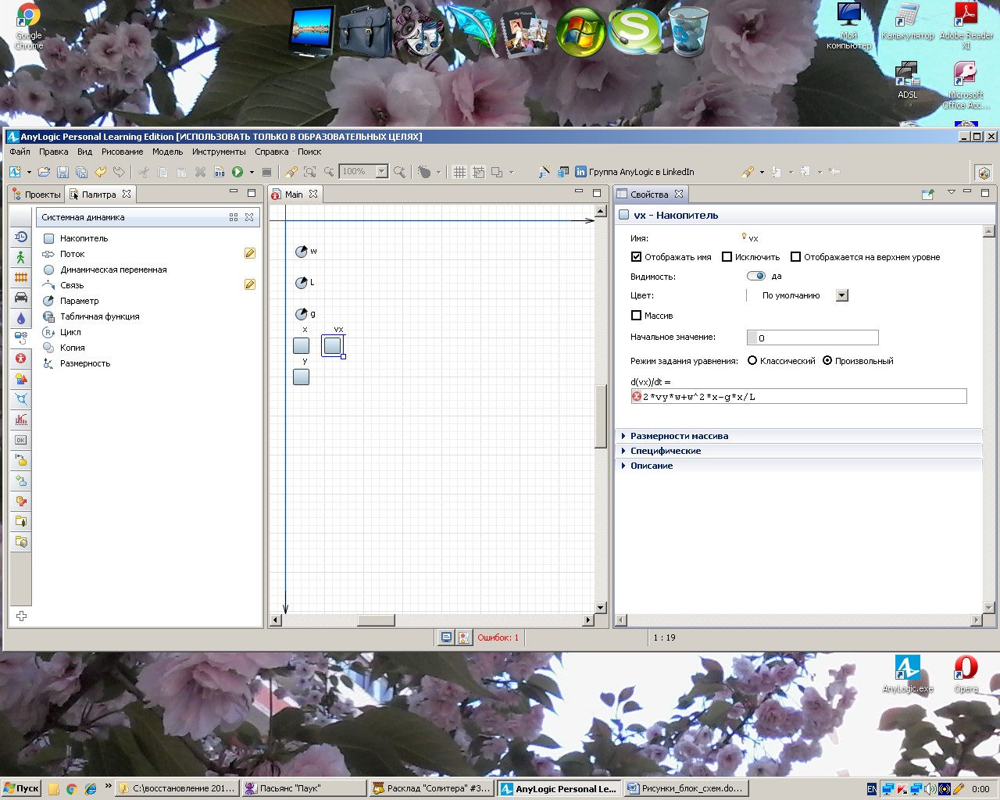 Google Chrome
My Pictures
Мой компьютер
Калькулятор
Adobe Reader XI
ADSL
Microsoft Office Acc...
AnyLogic Personal Learning Edition [ИСПОЛЬЗОВАТЬ ТОЛЬКО В ОБРАЗОВАТЕЛЬНЫХ ЦЕЛЯХ]
Файл Правка Вид Рисование Модель Инструменты Справка Поиск
100%
Группа AnyLogic в LinkedIn
Проекты
Палитра
Main
Свойства
Системная динамика
Накопитель
Поток
Динамическая переменная
Связь
Параметр
Табличная функция
Цикл
Копия
Размерность
OK
w
L
g
x
vx
y
vx - Накопитель
Имя: vx
Отображать имя Исключить Отображается на верхнем уровне
Видимость: да
Цвет: По умолчанию
Массив
Начальное значение: 0
Режим задания уравнения: Классический Произвольный
d(vx)/dt =
2*vy*w+w^2*x-g*x/L
Размерности массива
Специфические
Описание
Ошибок: 1
1 : 19
AnyLogic.exe
Opera
Пуск
»
C:\восстановление 201...
Пасьянс "Паук"
Расклад "Солитера" #3...
AnyLogic Personal Le...
Рисунки_блок_схем.do...
EN
0:00